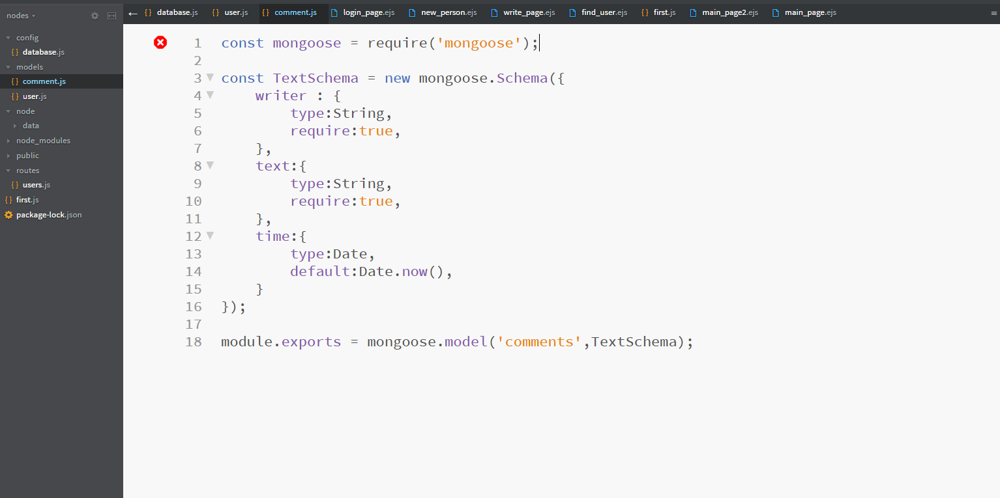 nodes
config
database.js
models
comment.js
user.js
node
data
node_modules
public
routes
users.js
first.js
package-lock.json
database.js user.js comment.js login_page.ejs new_person.ejs write_page.ejs find_user.ejs first.js main_page2.ejs main_page.ejs
1 const mongoose = require('mongoose');
2
3 const TextSchema = new mongoose.Schema({
4     writer : {
5         type:String,
6         require:true,
7     },
8     text:{
9         type:String,
10         require:true,
11     },
12     time:{
13         type:Date,
14         default:Date.now(),
15     }
16 });
17
18 module.exports = mongoose.model('comments',TextSchema);